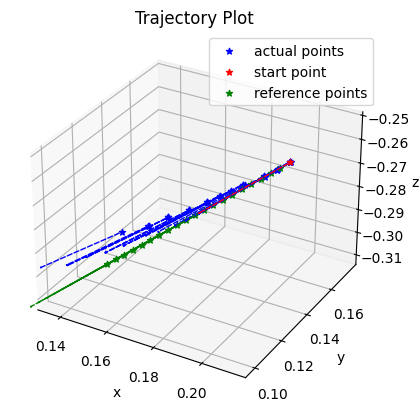 Trajectory Plot
actual points
start point
reference points
−0.25
−0.26
−0.27
−0.28
−0.29
−0.30
−0.31
z
0.14
0.16
0.18
0.20
x
0.10
0.12
0.14
0.16
y